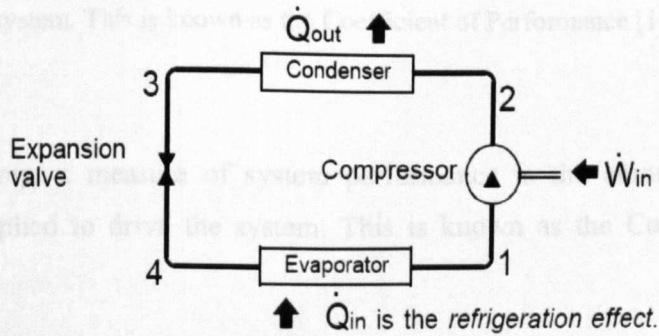 system. This is known as the Coefficient of Performance [1
Q̇out
Condenser
3
2
Expansion
valve
Compressor
Ẇin
measure of system
plied to drive the system. This is known as the Co
4
Evaporator
1
Q̇in is the refrigeration effect.